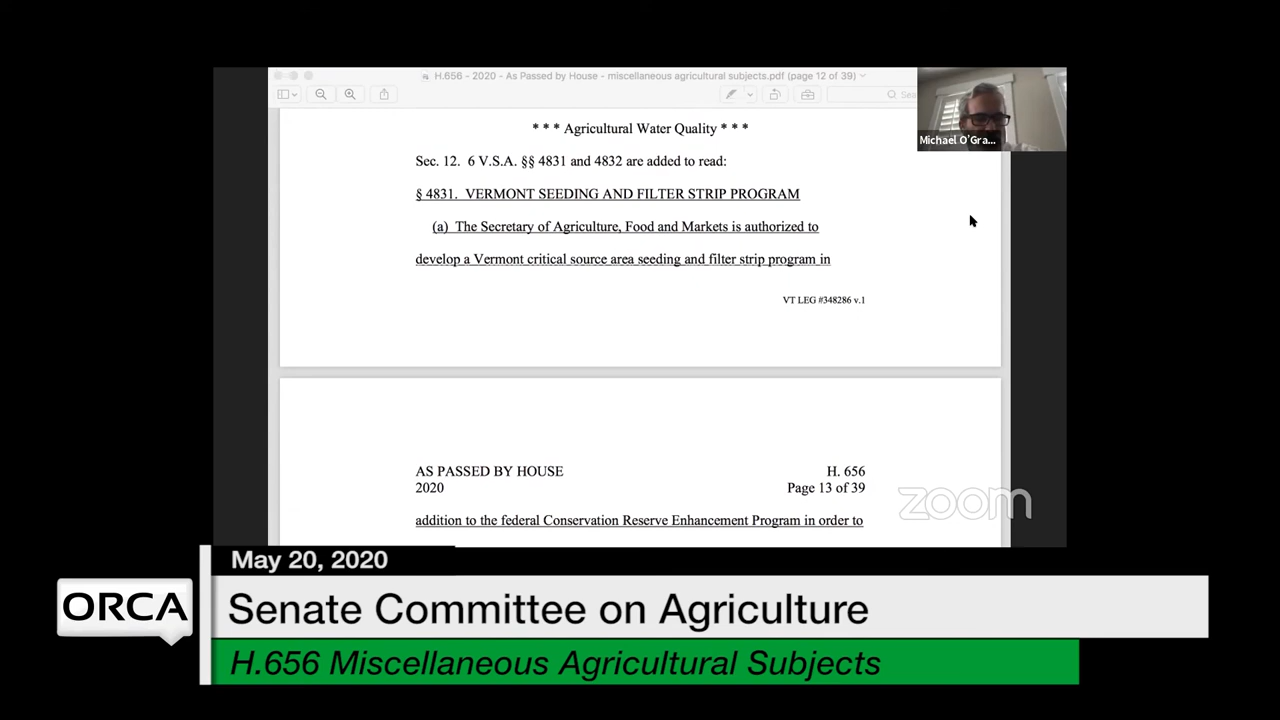 H.656 - 2020 - As Passed by House - miscellaneous agricultural subjects.pdf (page 12 of 39)
Michael O'Gra...
* * * Agricultural Water Quality * * *
Sec. 12. 6 V.S.A. §§ 4831 and 4832 are added to read:
§ 4831. VERMONT SEEDING AND FILTER STRIP PROGRAM
(a) The Secretary of Agriculture, Food and Markets is authorized to
develop a Vermont critical source area seeding and filter strip program in
VT LEG #348286 v.1
AS PASSED BY HOUSE H. 656
2020 Page 13 of 39
addition to the federal Conservation Reserve Enhancement Program in order to
zoom
May 20, 2020
ORCA
Senate Committee on Agriculture
H.656 Miscellaneous Agricultural Subjects